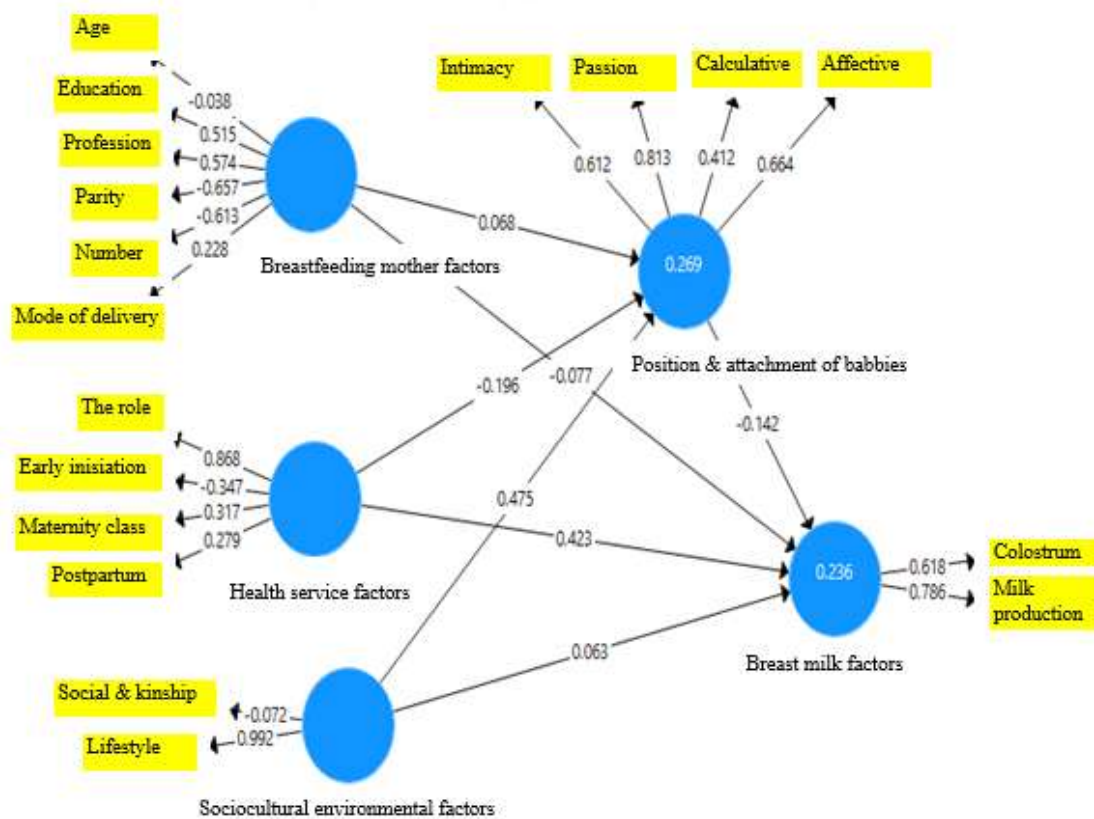 Age
Education
Profession
Parity
Number
Mode of delivery
-0.038
0.515
0.574
-0.657
-0.613
0.228
Breastfeeding mother factors
Intimacy
Passion
Calculative
Affective
0.612
0.813
0.412
0.664
0.068
0.269
Position & attachment of babbies
-0.196
-0.077
-0.142
The role
Early inisiation
Maternity class
Postpartum
0.868
-0.347
0.317
0.279
Health service factors
0.475
0.423
0.236
0.618
0.786
Colostrum
Milk
production
Breast milk factors
0.063
Social & kinship
Lifestyle
-0.072
0.992
Sociocultural environmental factors